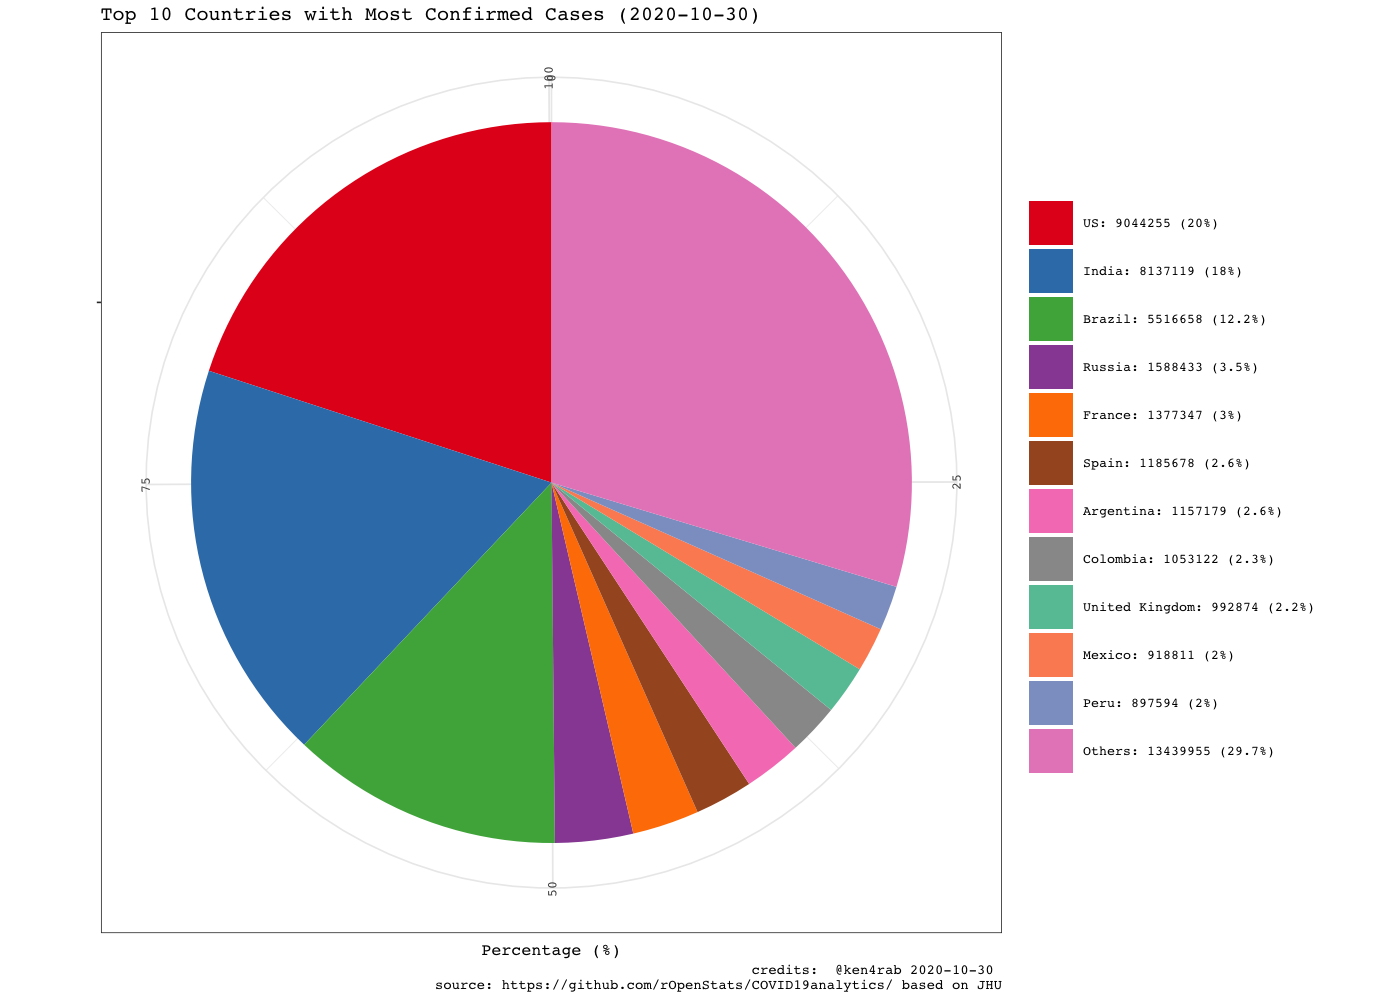 Top 10 Countries with Most Confirmed Cases (2020-10-30)
100
0
75
25
50
US: 9044255 (20%)
India: 8137119 (18%)
Brazil: 5516658 (12.2%)
Russia: 1588433 (3.5%)
France: 1377347 (3%)
Spain: 1185678 (2.6%)
Argentina: 1157179 (2.6%)
Colombia: 1053122 (2.3%)
United Kingdom: 992874 (2.2%)
Mexico: 918811 (2%)
Peru: 897594 (2%)
Others: 13439955 (29.7%)
Percentage (%)
credits:  @ken4rab 2020-10-30
source: https://github.com/rOpenStats/COVID19analytics/ based on JHU